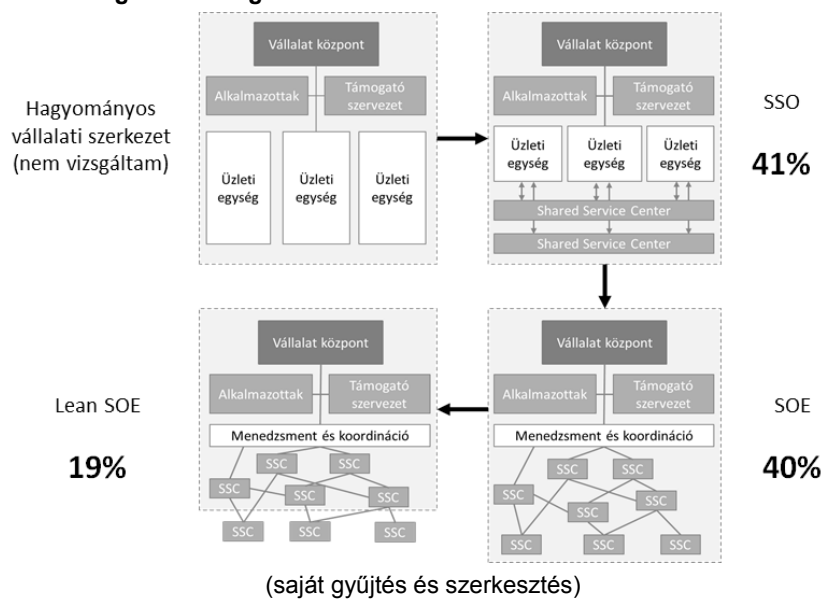 Vállalat központ
Alkalmazottak
Támogató
szervezet
Üzleti
egység
Üzleti
egység
Üzleti
egység
Hagyományos
vállalati szerkezet
(nem vizsgáltam)
Vállalat központ
Alkalmazottak
Támogató
szervezet
Üzleti
egység
Üzleti
egység
Üzleti
egység
Shared Service Center
Shared Service Center
SSO
41%
Lean SOE
19%
Vállalat központ
Alkalmazottak
Támogató
szervezet
Menedzsment és koordináció
SSC
SSC
SSC
SSC
SSC
SSC
SSC
SSC
Vállalat központ
Alkalmazottak
Támogató
szervezet
Menedzsment és koordináció
SSC
SSC
SSC
SSC
SSC
SSC
SSC
SSC
SOE
40%
(saját gyűjtés és szerkesztés)